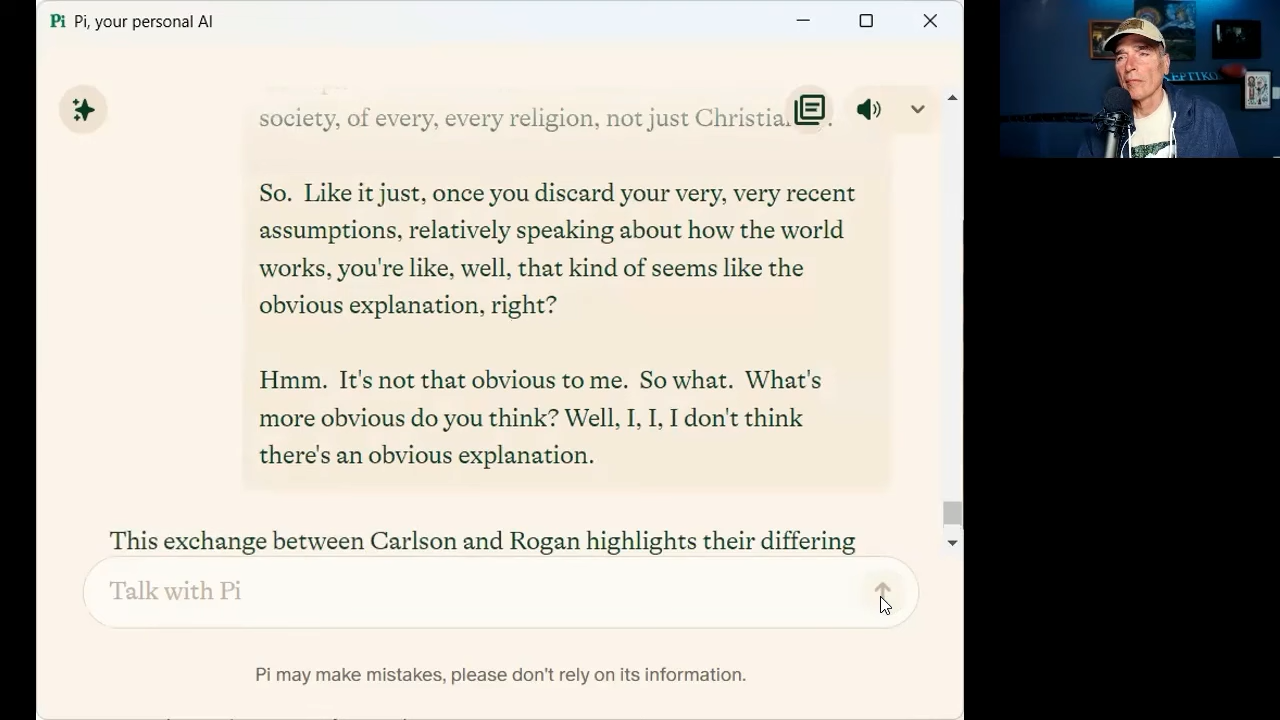 Pi Pi, your personal AI
society, of every, every religion, not just Christia
So. Like it just, once you discard your very, very recent
assumptions, relatively speaking about how the world
works, you're like, well, that kind of seems like the
obvious explanation, right?
Hmm. It's not that obvious to me. So what. What's
more obvious do you think? Well, I, I, I don't think
there's an obvious explanation.
This exchange between Carlson and Rogan highlights their differing
Talk with Pi
Pi may make mistakes, please don't rely on its information.